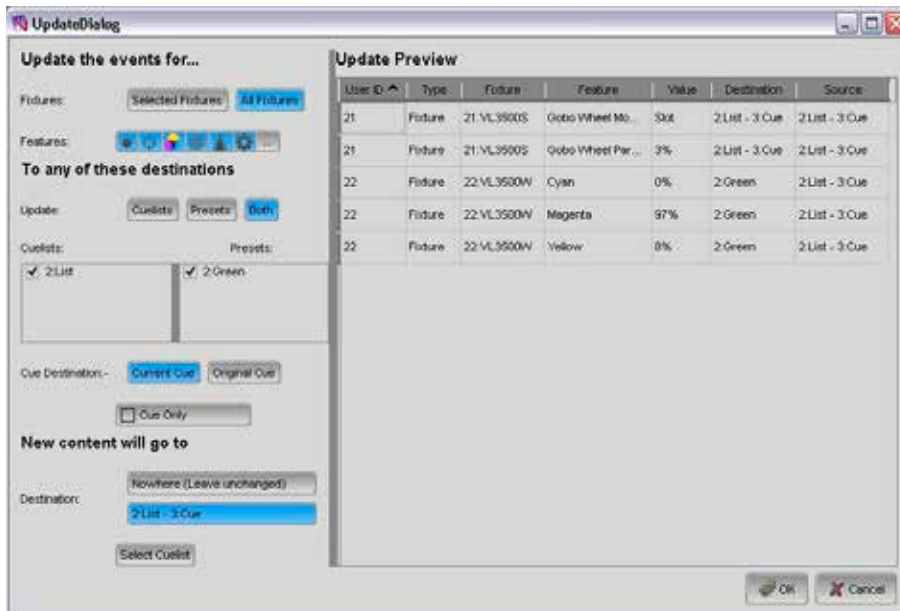 UpdateDialog
Update the events for...
Fixtures: Selected Fixtures All Fixtures
Features:
To any of these destinations
Update: Cuelists Presets Both
Cuelists: Presets:
2:List 2:Green
Cue Destination:- Current Cue Original Cue
Cue Only
New content will go to
Destination: Nowhere (Leave unchanged)
2:List - 3:Cue
Select Cuelist
Update Preview
User ID Type Fixture Feature Value Destination Source
21 Fixture 21:VL3500S Gobo Wheel Mo... Slot 2:List - 3:Cue 2:List - 3:Cue
21 Fixture 21:VL3500S Gobo Wheel Par... 3% 2:List - 3:Cue 2:List - 3:Cue
22 Fixture 22:VL3500W Cyan 0% 2:Green 2:List - 3:Cue
22 Fixture 22:VL3500W Magenta 97% 2:Green 2:List - 3:Cue
22 Fixture 22:VL3500W Yellow 8% 2:Green 2:List - 3:Cue
OK Cancel